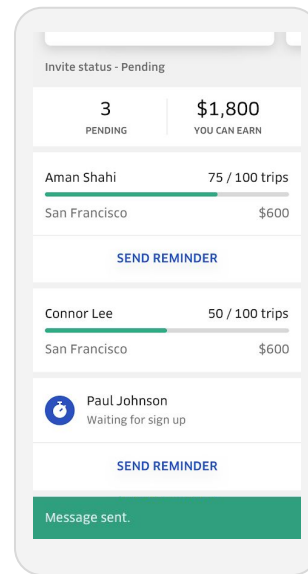 Invite status - Pending
3 $1,800
PENDING YOU CAN EARN
Aman Shahi 75 / 100 trips
San Francisco $600
SEND REMINDER
Connor Lee 50 / 100 trips
San Francisco $600
Paul Johnson
Waiting for sign up
SEND REMINDER
Message sent.